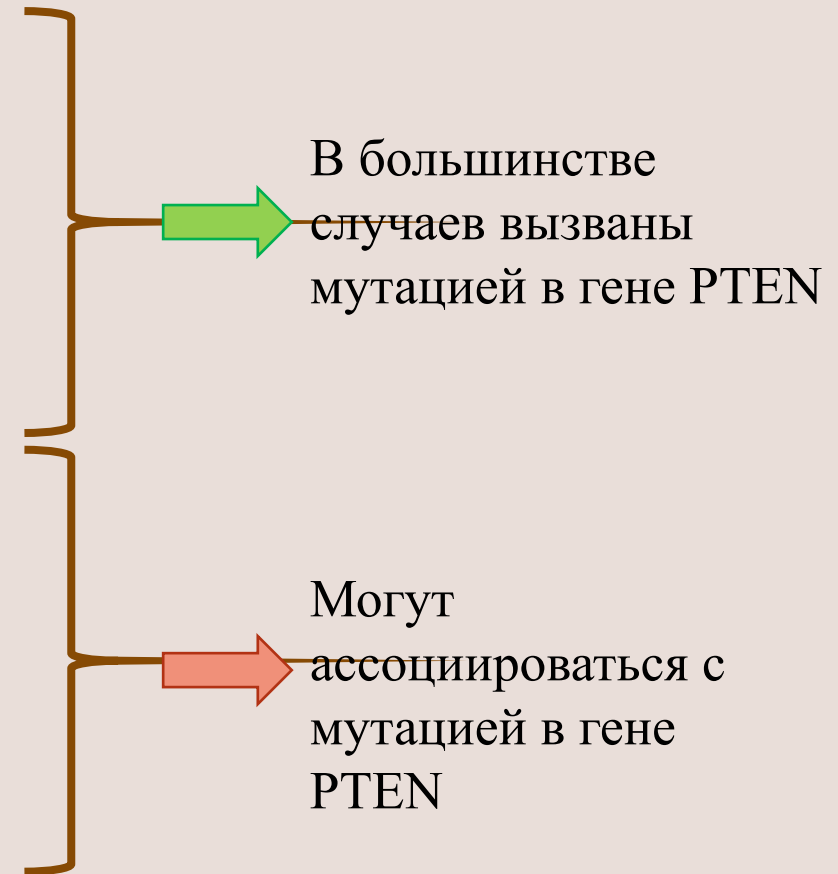 В большинстве
случаев вызваны
мутацией в гене PTEN
Могут
ассоциироваться с
мутацией в гене
PTEN